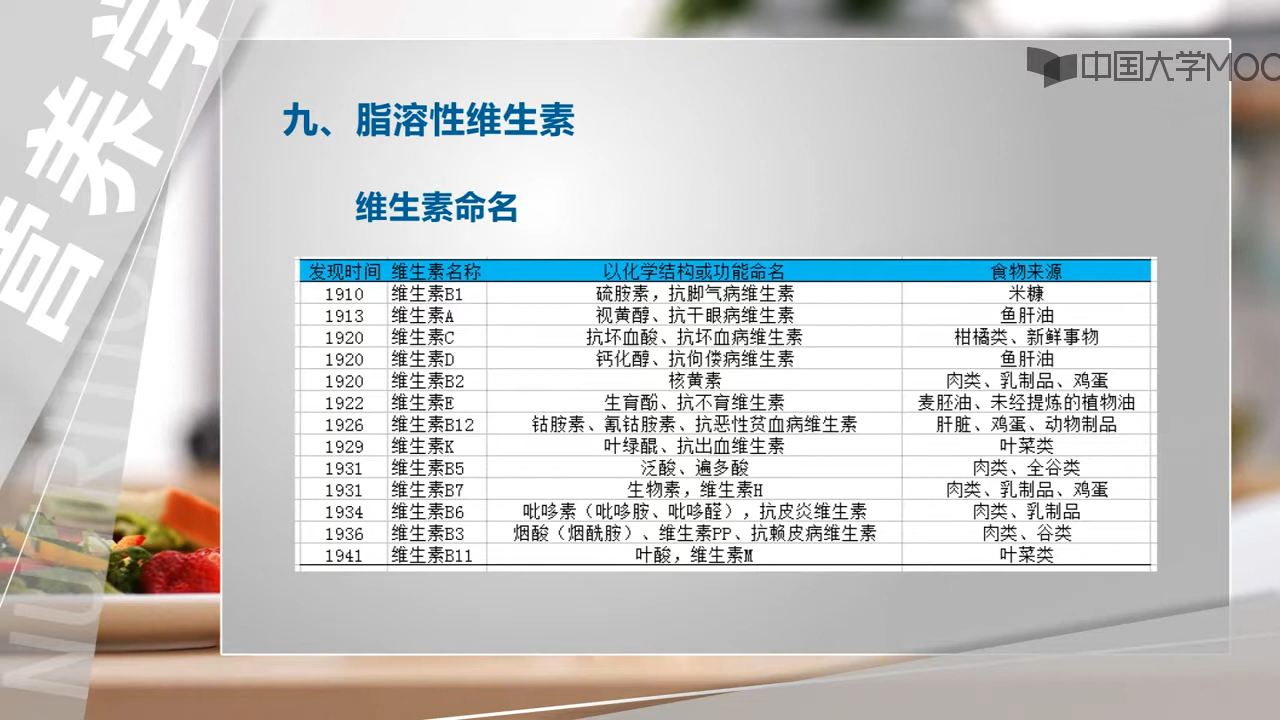 营养学
NUTRITION
中国大学MOO
九、脂溶性维生素
维生素命名
发现时间 维生素名称 以化学结构或功能命名 食物来源
1910 维生素B1 硫胺素，抗脚气病维生素 米糠
1913 维生素A 视黄醇、抗干眼病维生素 鱼肝油
1920 维生素C 抗坏血酸、抗坏血病维生素 柑橘类、新鲜事物
1920 维生素D 钙化醇、抗佝偻病维生素 鱼肝油
1920 维生素B2 核黄素 肉类、乳制品、鸡蛋
1922 维生素E 生育酚、抗不育维生素 麦胚油、未经提炼的植物油
1926 维生素B12 钴胺素、氰钴胺素、抗恶性贫血病维生素 肝脏、鸡蛋、动物制品
1929 维生素K 叶绿醌、抗出血维生素 叶菜类
1931 维生素B5 泛酸、遍多酸 肉类、全谷类
1931 维生素B7 生物素，维生素H 肉类、乳制品、鸡蛋
1934 维生素B6 吡哆素（吡哆胺、吡哆醛），抗皮炎维生素 肉类、乳制品
1936 维生素B3 烟酸（烟酰胺）、维生素PP、抗赖皮病维生素 肉类、谷类
1941 维生素B11 叶酸，维生素M 叶菜类